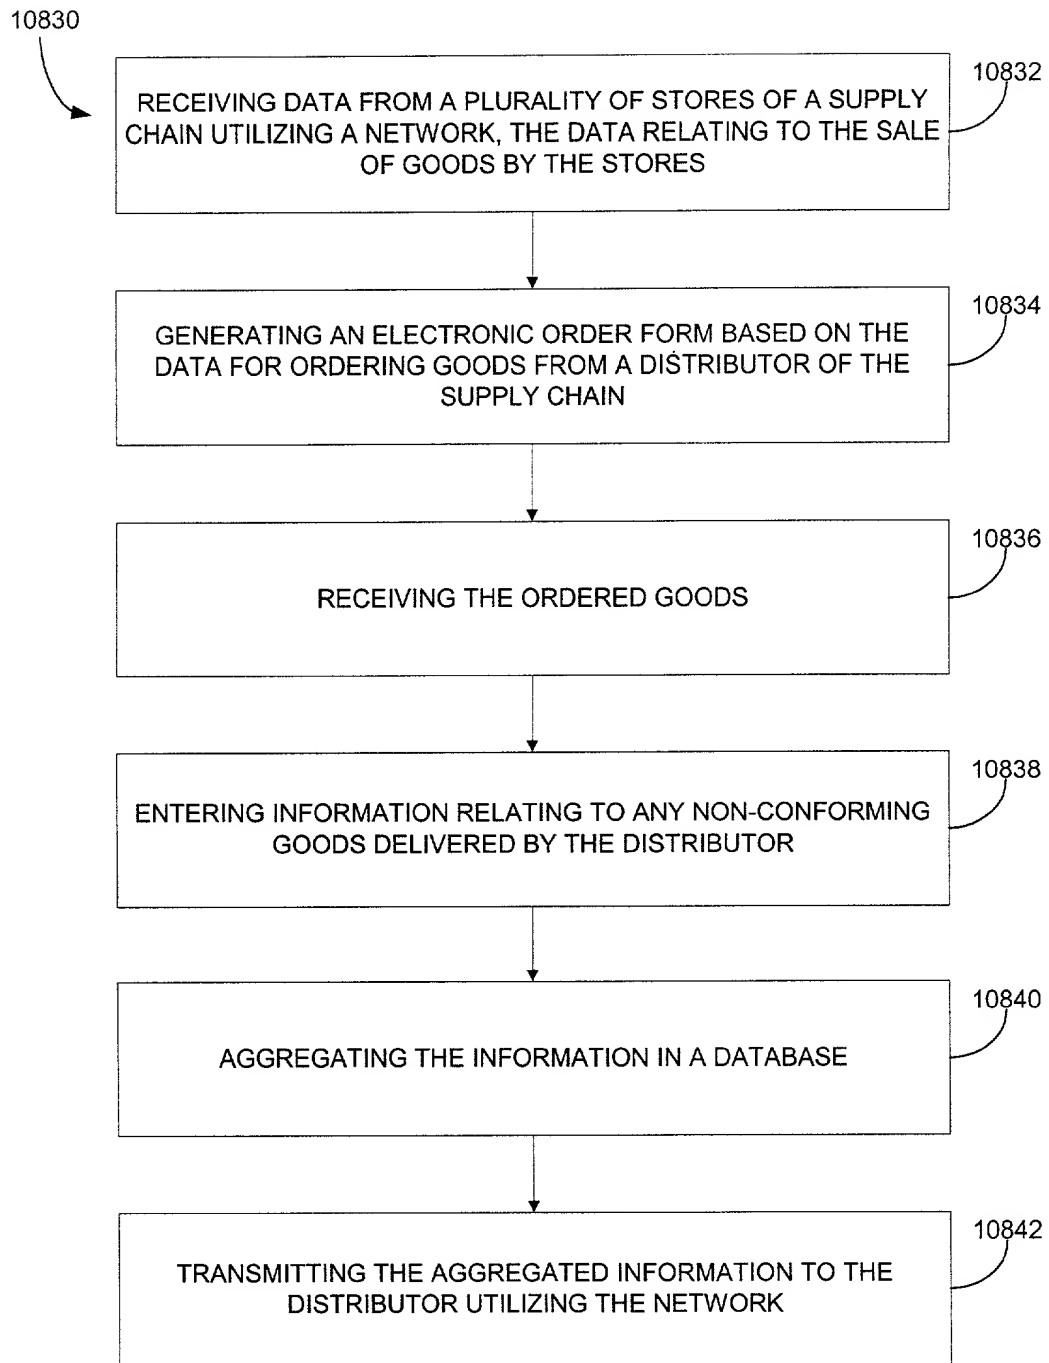 10830
10832
RECEIVING DATA FROM A PLURALITY OF STORES OF A SUPPLY
CHAIN UTILIZING A NETWORK, THE DATA RELATING TO THE SALE
OF GOODS BY THE STORES
10834
GENERATING AN ELECTRONIC ORDER FORM BASED ON THE
DATA FOR ORDERING GOODS FROM A DISTRIBUTOR OF THE
SUPPLY CHAIN
10836
RECEIVING THE ORDERED GOODS
10838
ENTERING INFORMATION RELATING TO ANY NON-CONFORMING
GOODS DELIVERED BY THE DISTRIBUTOR
10840
AGGREGATING THE INFORMATION IN A DATABASE
10842
TRANSMITTING THE AGGREGATED INFORMATION TO THE
DISTRIBUTOR UTILIZING THE NETWORK